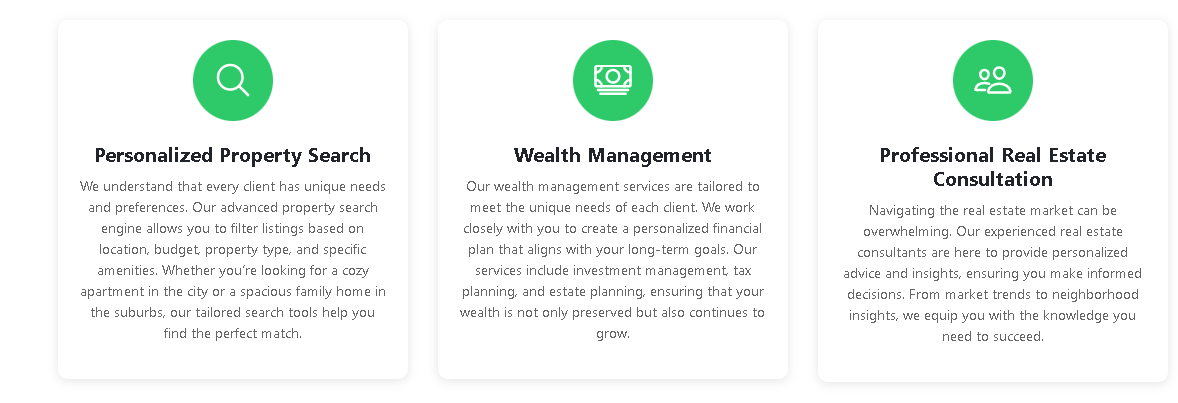 Personalized Property Search
We understand that every client has unique needs
and preferences. Our advanced property search
engine allows you to filter listings based on
location, budget, property type, and specific
amenities. Whether you're looking for a cozy
apartment in the city or a spacious family home in
the suburbs, our tailored search tools help you
find the perfect match.
Wealth Management
Our wealth management services are tailored to
meet the unique needs of each client. We work
closely with you to create a personalized financial
plan that aligns with your long-term goals. Our
services include investment management, tax
planning, and estate planning, ensuring that your
wealth is not only preserved but also continues to
grow.
Professional Real Estate
Consultation
Navigating the real estate market can be
overwhelming. Our experienced real estate
consultants are here to provide personalized
advice and insights, ensuring you make informed
decisions. From market trends to neighborhood
insights, we equip you with the knowledge you
need to succeed.